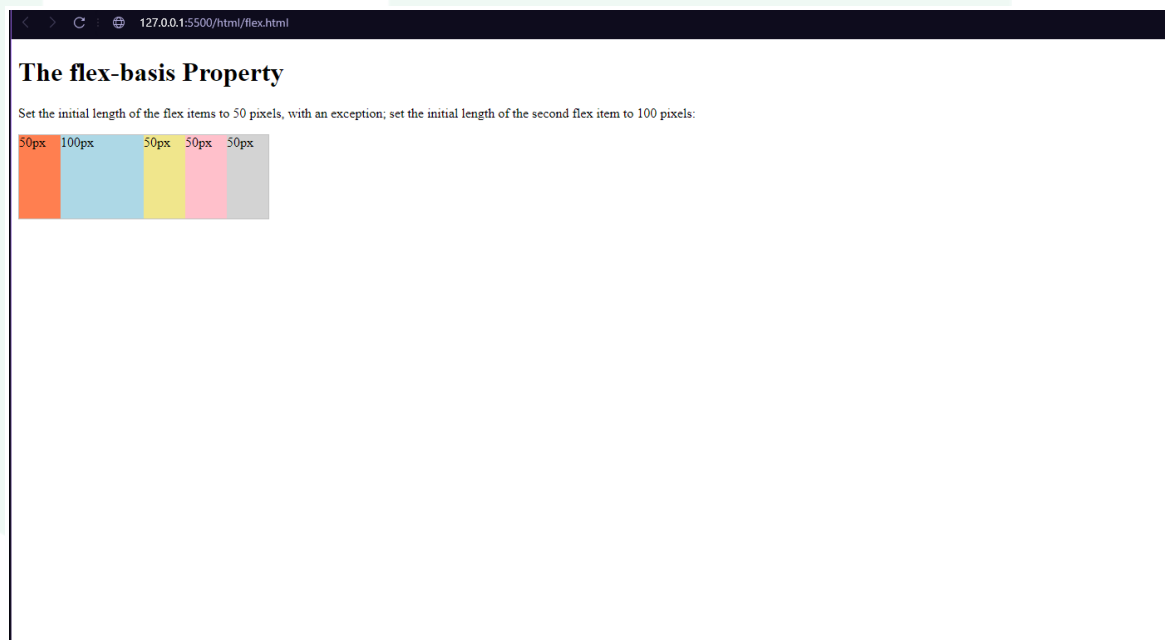 127.0.0.1:5500/html/flex.html
The flex-basis Property
Set the initial length of the flex items to 50 pixels, with an exception; set the initial length of the second flex item to 100 pixels:
50px 100px 50px 50px 50px